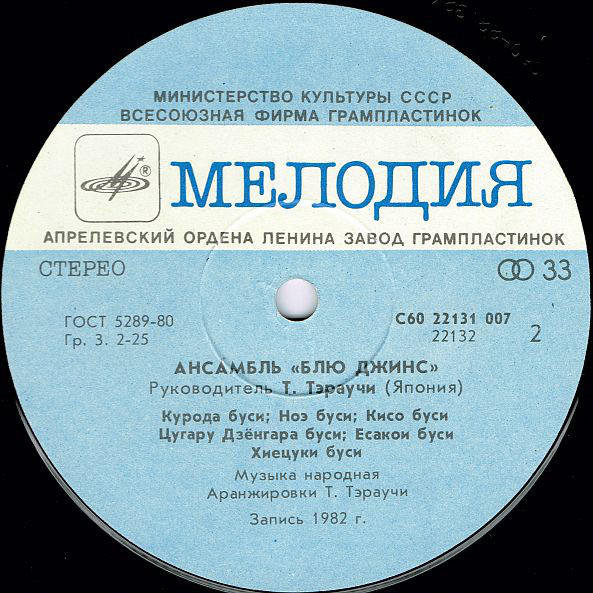 МИНИСТЕРСТВО КУЛЬТУРЫ СССР
ВСЕСОЮЗНАЯ ФИРМА ГРАМПЛАСТИНОК
® МЕЛОДИЯ
АПРЕЛЕВСКИЙ ОРДЕНА ЛЕНИНА ЗАВОД ГРАМПЛАСТИНОК
СТЕРЕО 33
ГОСТ 5289-80 С60 22131 007
Гр. 3. 2-25 22132 2
АНСАМБЛЬ «БЛЮ ДЖИНС»
Руководитель Т. Тэраучи (Япония)
Курода буси; Ноэ буси; Кисо буси
Цугару Дзёнгара буси; Есакои буси
Хиецуки буси
Музыка народная
Аранжировки Т. Тэраучи
Запись 1982 г.